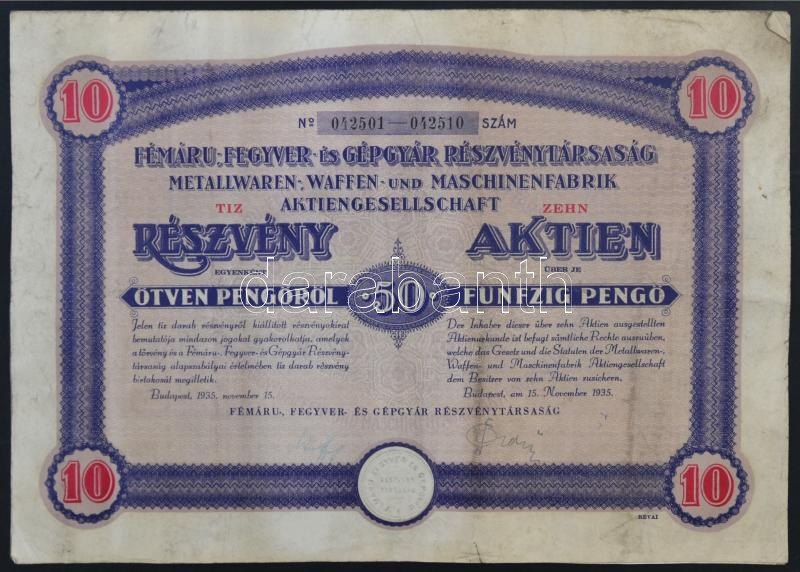 10 10
Nº 042501—042510 SZÁM
FÉMÁRU-, FEGYVER- ÉS GÉPGYÁR RÉSZVÉNYTÁRSASÁG
METALLWAREN-, WAFFEN- UND MASCHINENFABRIK
AKTIENGESELLSCHAFT
TIZ ZEHN
RÉSZVÉNY AKTIEN
EGYENKÉNT ÜBER JE
darabanth.com
ÖTVEN PENGŐRŐL 50 FÜNFZIG PENGŐ
Jelen tíz darab részvényről kiállított részvényokirat
bemutatója mindazon jogokat gyakorolhatja, amelyek
a törvény és a Fémáru-, Fegyver- és Gépgyár Részvény-
társaság alapszabályai értelmében tíz darab részvény
birtokosát megilletik.
Budapest, 1935. november 15.
Der Inhaber dieser über zehn Aktien ausgestellten
Aktienurkunde ist befugt sämtliche Rechte auszuüben,
welche das Gesetz und die Statuten der Metallwaren-,
Waffen- und Maschinenfabrik Aktiengesellschaft
dem Besitzer von zehn Aktien zusichern.
Budapest, am 15. November 1935.
FÉMÁRU-, FEGYVER- ÉS GÉPGYÁR RÉSZVÉNYTÁRSASÁG
10 10
RÉVAI